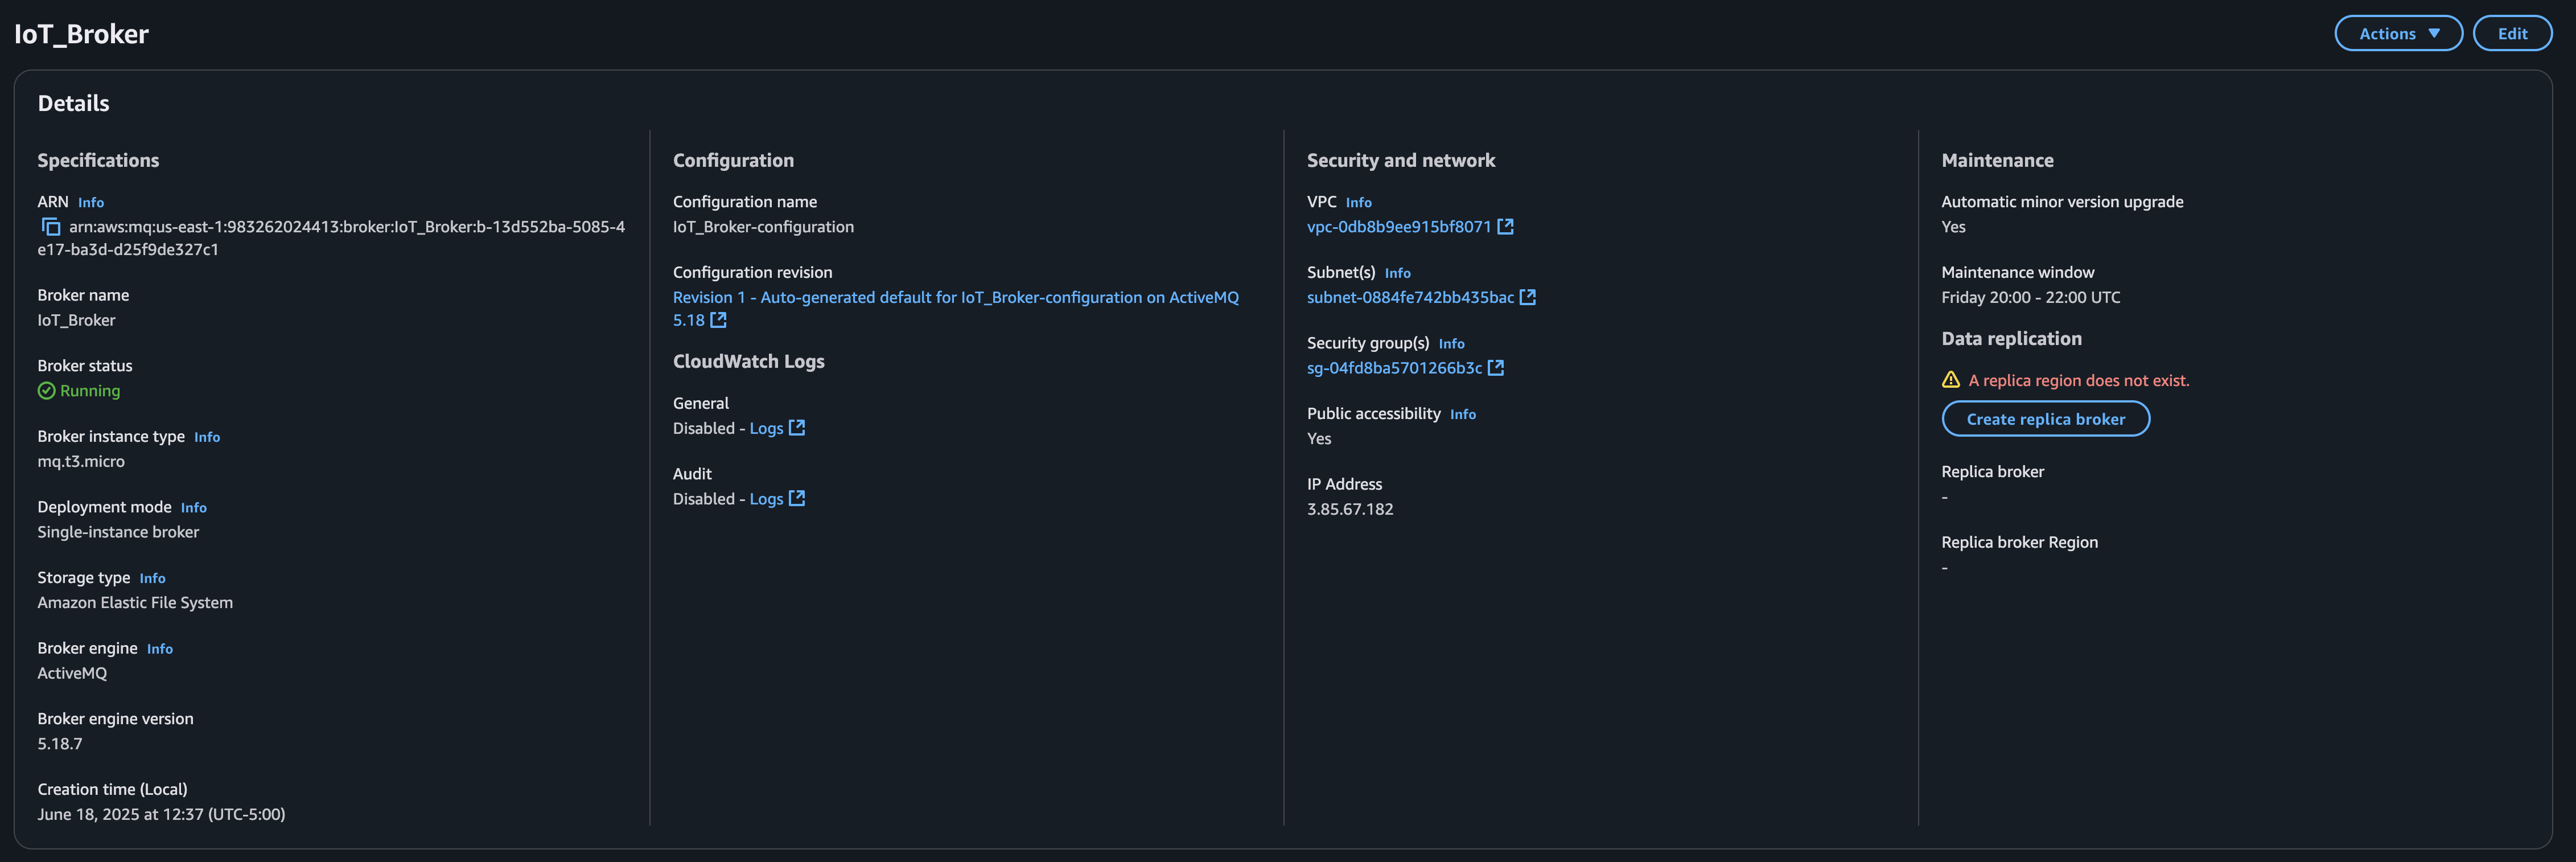 IoT_Broker
Actions
Edit
Details
Specifications
ARN Info
arn:aws:mq:us-east-1:983262024413:broker:IoT_Broker:b-13d552ba-5085-4
e17-ba3d-d25f9de327c1
Broker name
IoT_Broker
Broker status
Running
Broker instance type Info
mq.t3.micro
Deployment mode Info
Single-instance broker
Storage type Info
Amazon Elastic File System
Broker engine Info
ActiveMQ
Broker engine version
5.18.7
Creation time (Local)
June 18, 2025 at 12:37 (UTC-5:00)
Configuration
Configuration name
IoT_Broker-configuration
Configuration revision
Revision 1 - Auto-generated default for IoT_Broker-configuration on ActiveMQ
5.18
CloudWatch Logs
General
Disabled - Logs
Audit
Disabled - Logs
Security and network
VPC Info
vpc-0db8b9ee915bf8071
Subnet(s) Info
subnet-0884fe742bb435bac
Security group(s) Info
sg-04fd8ba5701266b3c
Public accessibility Info
Yes
IP Address
3.85.67.182
Maintenance
Automatic minor version upgrade
Yes
Maintenance window
Friday 20:00 - 22:00 UTC
Data replication
A replica region does not exist.
Create replica broker
Replica broker
-
Replica broker Region
-